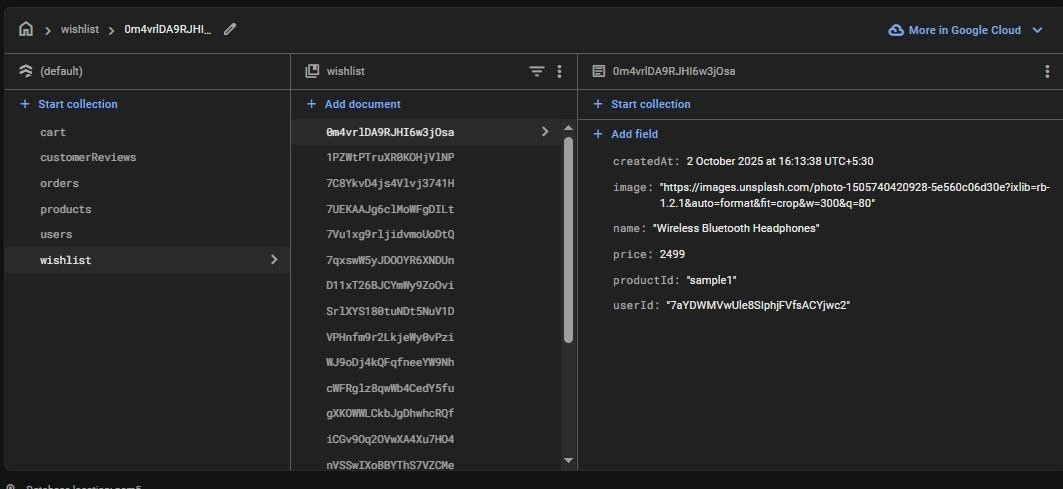 wishlist > 0m4vrlDA9RJHI...
More in Google Cloud
(default)
Start collection
cart
customerReviews
orders
products
users
wishlist
wishlist
Add document
0m4vrlDA9RJHI6w3jOsa
1PZWtPTruXR0KOHjVlNP
7C8YkvD4js4Vlvj3741H
7UEKAAJg6clMoWFgDILt
7Vu1xg9rljidvmoUoDtQ
7qxswW5yJDOOYR6XNDUn
D11xT26BJCYmWy9ZoOvi
SrlXYS180tuNDt5NuV1D
VPHnfm9r2LkjeWy0vPzi
WJ9oDj4kQFqfneeYW9Nh
cWFRglz8qwWb4CedY5fu
gXKOWWLCkbJgDhwhcRQf
iCGv9Oq2OVwXA4Xu7HO4
nVSSwIXoBBYThS7VZCMe
0m4vrlDA9RJHI6w3jOsa
Start collection
Add field
createdAt: 2 October 2025 at 16:13:38 UTC+5:30
image: "https://images.unsplash.com/photo-1505740420928-5e560c06d30e?ixlib=rb-
1.2.1&auto=format&fit=crop&w=300&q=80"
name: "Wireless Bluetooth Headphones"
price: 2499
productId: "sample1"
userId: "7aYDWMVwUle8SIphjFVfsACYjwc2"